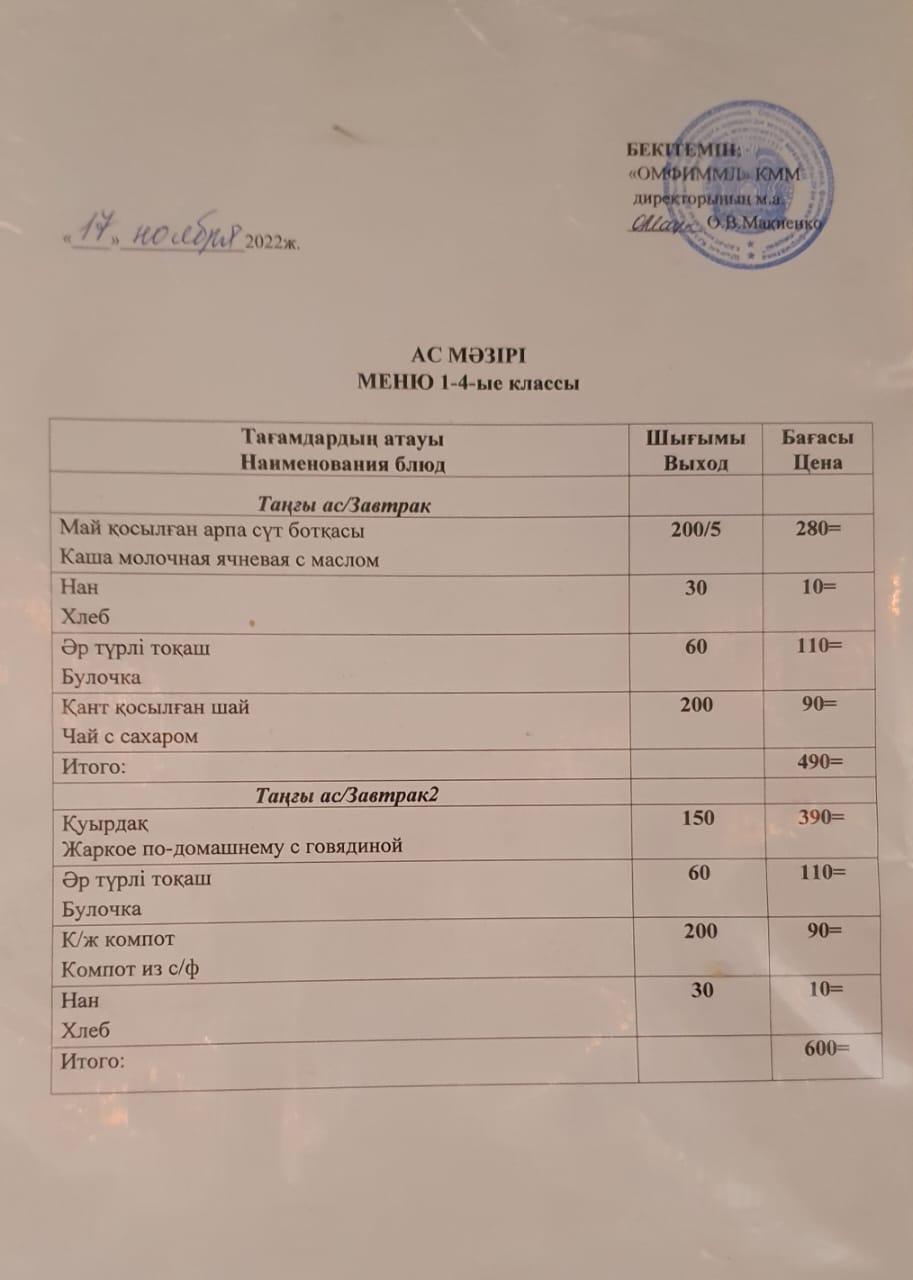 БЕКІТЕМІН:
«ОМФИММЛ» КММ
директорының м.а.
О.В.Макиенко
«17» ноября 2022ж.
АС МӘЗІРІ
МЕНЮ 1-4-ые классы
Тағамдардың атауы Шығымы Бағасы
Наименования блюд Выход Цена
Таңғы ас/Завтрак
Май қосылған арпа сүт ботқасы 200/5 280=
Каша молочная ячневая с маслом
Нан 30 10=
Хлеб
Әр түрлі тоқаш 60 110=
Булочка
Қант қосылған шай 200 90=
Чай с сахаром
Итого: 490=
Таңғы ас/Завтрак2
Қуырдақ 150 390=
Жаркое по-домашнему с говядиной
Әр түрлі тоқаш 60 110=
Булочка
К/ж компот 200 90=
Компот из с/ф
Нан 30 10=
Хлеб
Итого: 600=